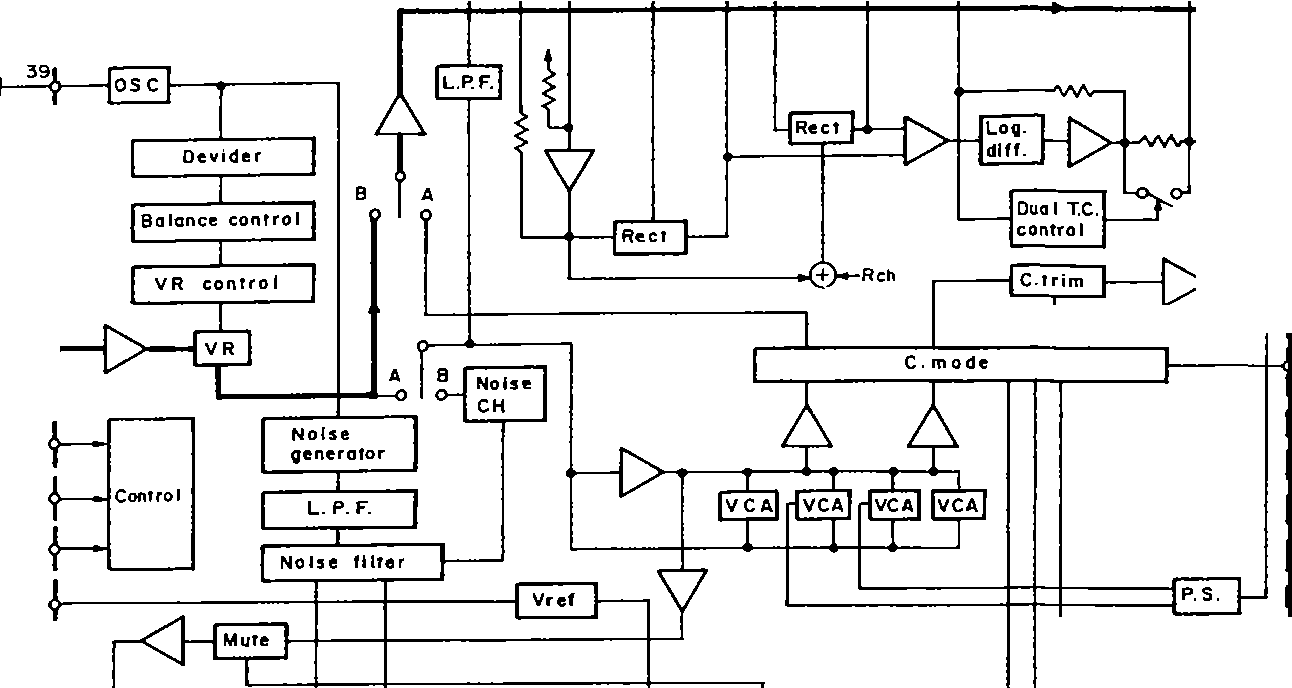 39
OSC
L.P.F.
Rect
Log.
diff.
Devider
B
A
Balance control
Rect
Dual T.C.
control
VR control
+
Rch
C.trim
VR
C.mode
A
B
Noise
CH
Noise
generator
Control
L.P.F.
VCA
VCA
VCA
VCA
Noise filter
Vref
P.S.
Mute